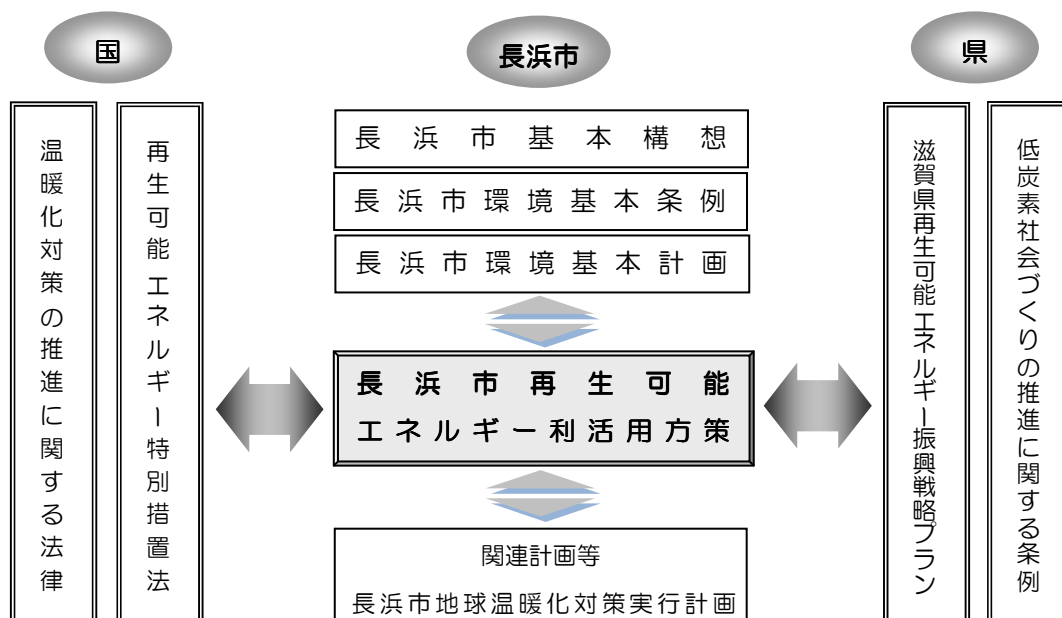 国
温暖化対策の推進に関する法律
再生可能エネルギー特別措置法
長浜市
長浜市基本構想
長浜市環境基本条例
長浜市環境基本計画
長浜市再生可能
エネルギー利活用方策
関連計画等
長浜市地球温暖化対策実行計画
県
滋賀県再生可能エネルギー振興戦略プラン
低炭素社会づくりの推進に関する条例